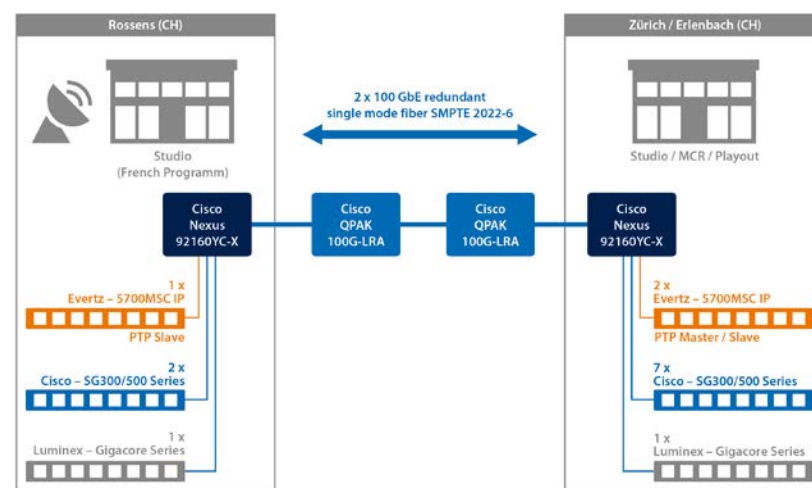 Rossens (CH)
Zürich / Erlenbach (CH)
2 x 100 GbE redundant
single mode fiber SMPTE 2022-6
Studio
(French Programm)
Studio / MCR / Playout
Cisco
Nexus
92160YC-X
Cisco
QPAK
100G-LRA
Cisco
QPAK
100G-LRA
Cisco
Nexus
92160YC-X
1 x
Evertz – 5700MSC IP
PTP Slave
2 x
Cisco – SG300/500 Series
1 x
Luminex – Gigacore Series
2 x
Evertz – 5700MSC IP
PTP Master / Slave
7 x
Cisco – SG300/500 Series
1 x
Luminex – Gigacore Series